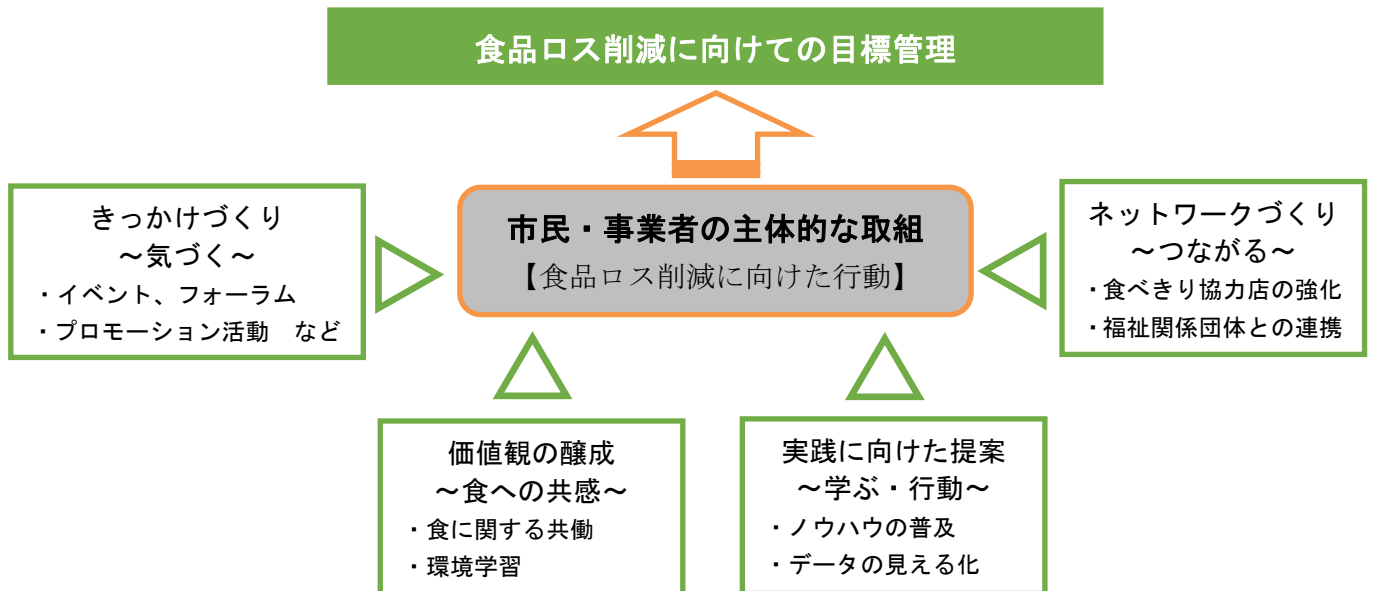 食品ロス削減に向けての目標管理
市民・事業者の主体的な取組
【食品ロス削減に向けた行動】
きっかけづくり
～気づく～
・イベント、フォーラム
・プロモーション活動　など
価値観の醸成
～食への共感～
・食に関する共働
・環境学習
実践に向けた提案
～学ぶ・行動～
・ノウハウの普及
・データの見える化
ネットワークづくり
～つながる～
・食べきり協力店の強化
・福祉関係団体との連携